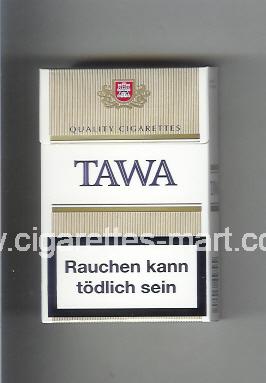 QUALITY CIGARETTES
TAWA
www.cigarettes-mart.com
Rauchen kann
tödlich sein